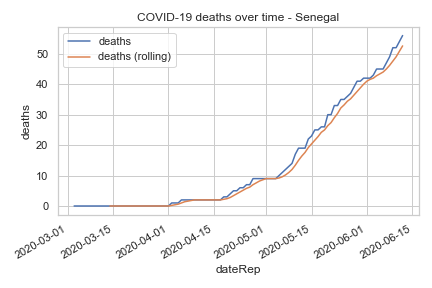 COVID-19 deaths over time - Senegal
deaths
deaths (rolling)
deaths
50
40
30
20
10
0
2020-03-01
2020-03-15
2020-04-01
2020-04-15
2020-05-01
2020-05-15
2020-06-01
2020-06-15
dateRep